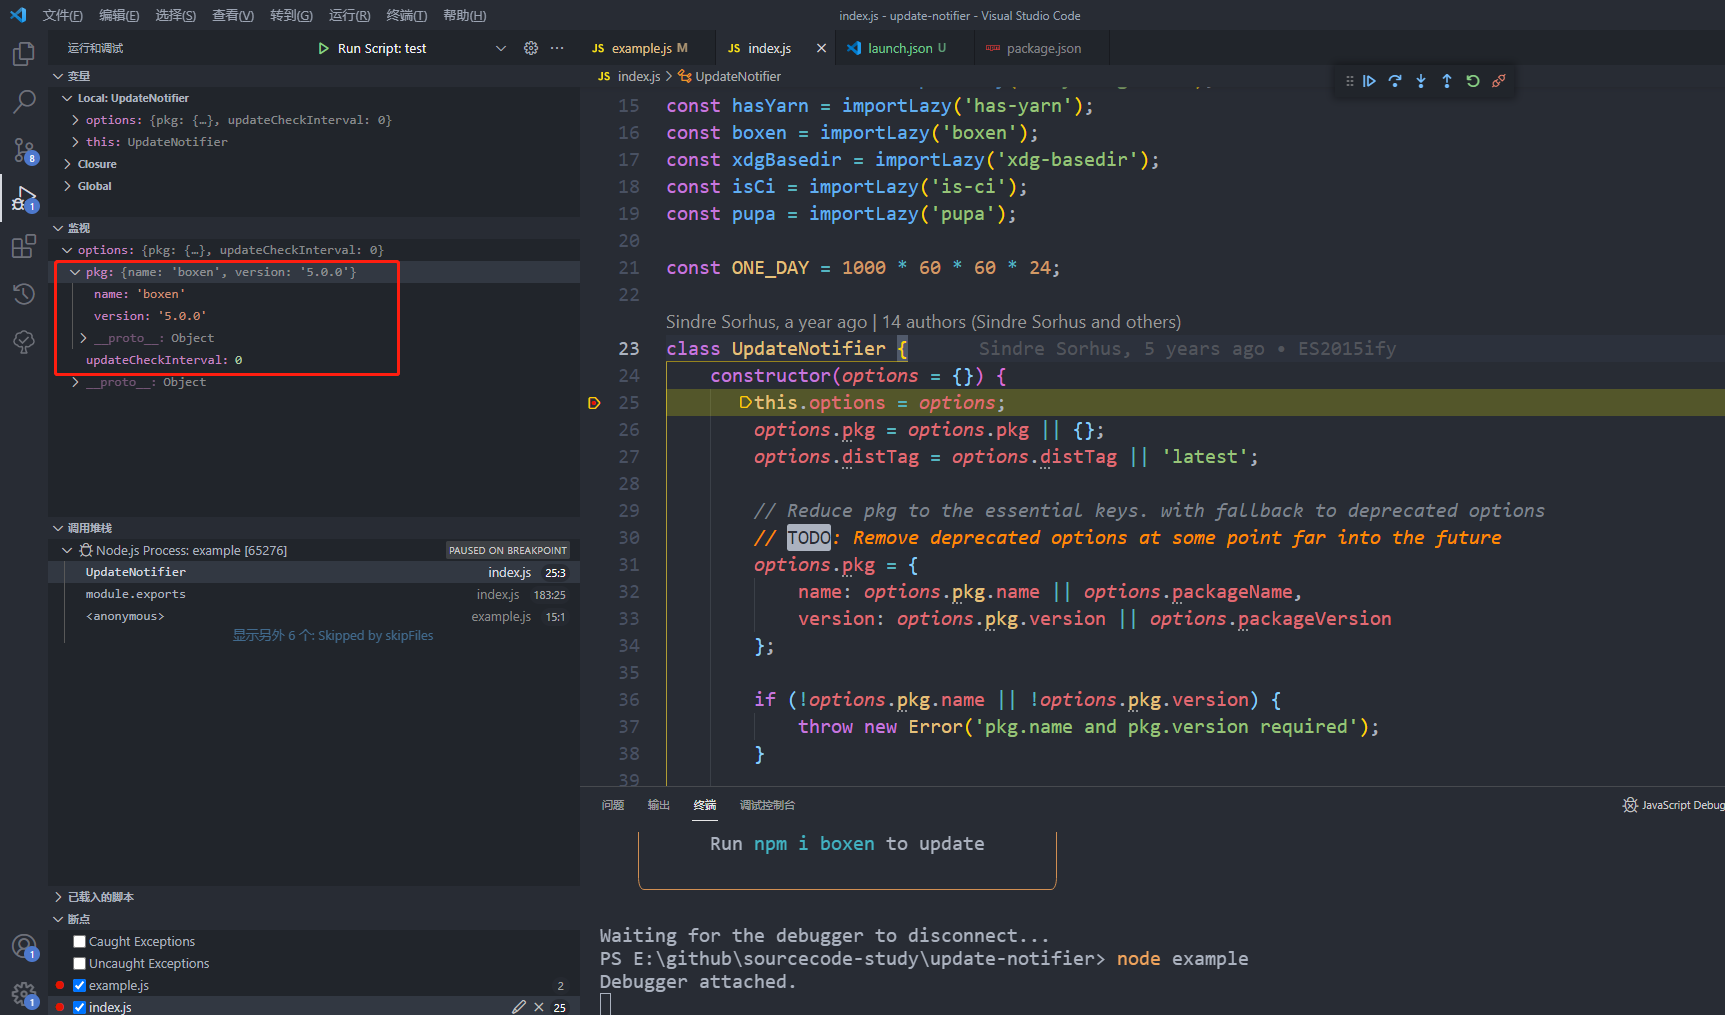 文件(F) 编辑(E) 选择(S) 查看(V) 转到(G) 运行(R) 终端(T) 帮助(H)
index.js - update-notifier - Visual Studio Code
运行和调试
Run Script: test
JS example.js M
JS index.js
launch.json U
package.json
JS index.js > UpdateNotifier
变量
Local: UpdateNotifier
options: {pkg: {…}, updateCheckInterval: 0}
this: UpdateNotifier
Closure
Global
监视
options: {pkg: {…}, updateCheckInterval: 0}
pkg: {name: 'boxen', version: '5.0.0'}
name: 'boxen'
version: '5.0.0'
__proto__: Object
updateCheckInterval: 0
__proto__: Object
调用堆栈
Node.js Process: example [65276] PAUSED ON BREAKPOINT
UpdateNotifier index.js 25:3
module.exports index.js 183:25
<anonymous> example.js 15:1
显示另外 6 个: Skipped by skipFiles
已载入的脚本
断点
Caught Exceptions
Uncaught Exceptions
example.js 2
index.js 25
8
1
1
1
15 const hasYarn = importLazy('has-yarn');
16 const boxen = importLazy('boxen');
17 const xdgBasedir = importLazy('xdg-basedir');
18 const isCi = importLazy('is-ci');
19 const pupa = importLazy('pupa');
20
21 const ONE_DAY = 1000 * 60 * 60 * 24;
22
Sindre Sorhus, a year ago | 14 authors (Sindre Sorhus and others)
23 class UpdateNotifier { Sindre Sorhus, 5 years ago • ES2015ify
24 constructor(options = {}) {
25 this.options = options;
26 options.pkg = options.pkg || {};
27 options.distTag = options.distTag || 'latest';
28
29 // Reduce pkg to the essential keys. with fallback to deprecated options
30 // TODO: Remove deprecated options at some point far into the future
31 options.pkg = {
32 name: options.pkg.name || options.packageName,
33 version: options.pkg.version || options.packageVersion
34 };
35
36 if (!options.pkg.name || !options.pkg.version) {
37 throw new Error('pkg.name and pkg.version required');
38 }
39
问题 输出 终端 调试控制台
JavaScript Debug
Run npm i boxen to update
Waiting for the debugger to disconnect...
PS E:\github\sourcecode-study\update-notifier> node example
Debugger attached.